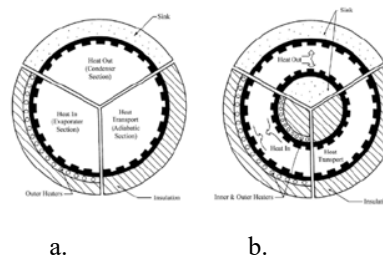 Sink
Heat Out
(Condenser
Section)
Heat In
(Evaporator
Section)
Heat
Transport
(Adiabatic Section)
Outer Heaters
Insulation
a.
Sink
Heat Out
Heat In
Heat
Transport
Inner & Outer Heaters
b.